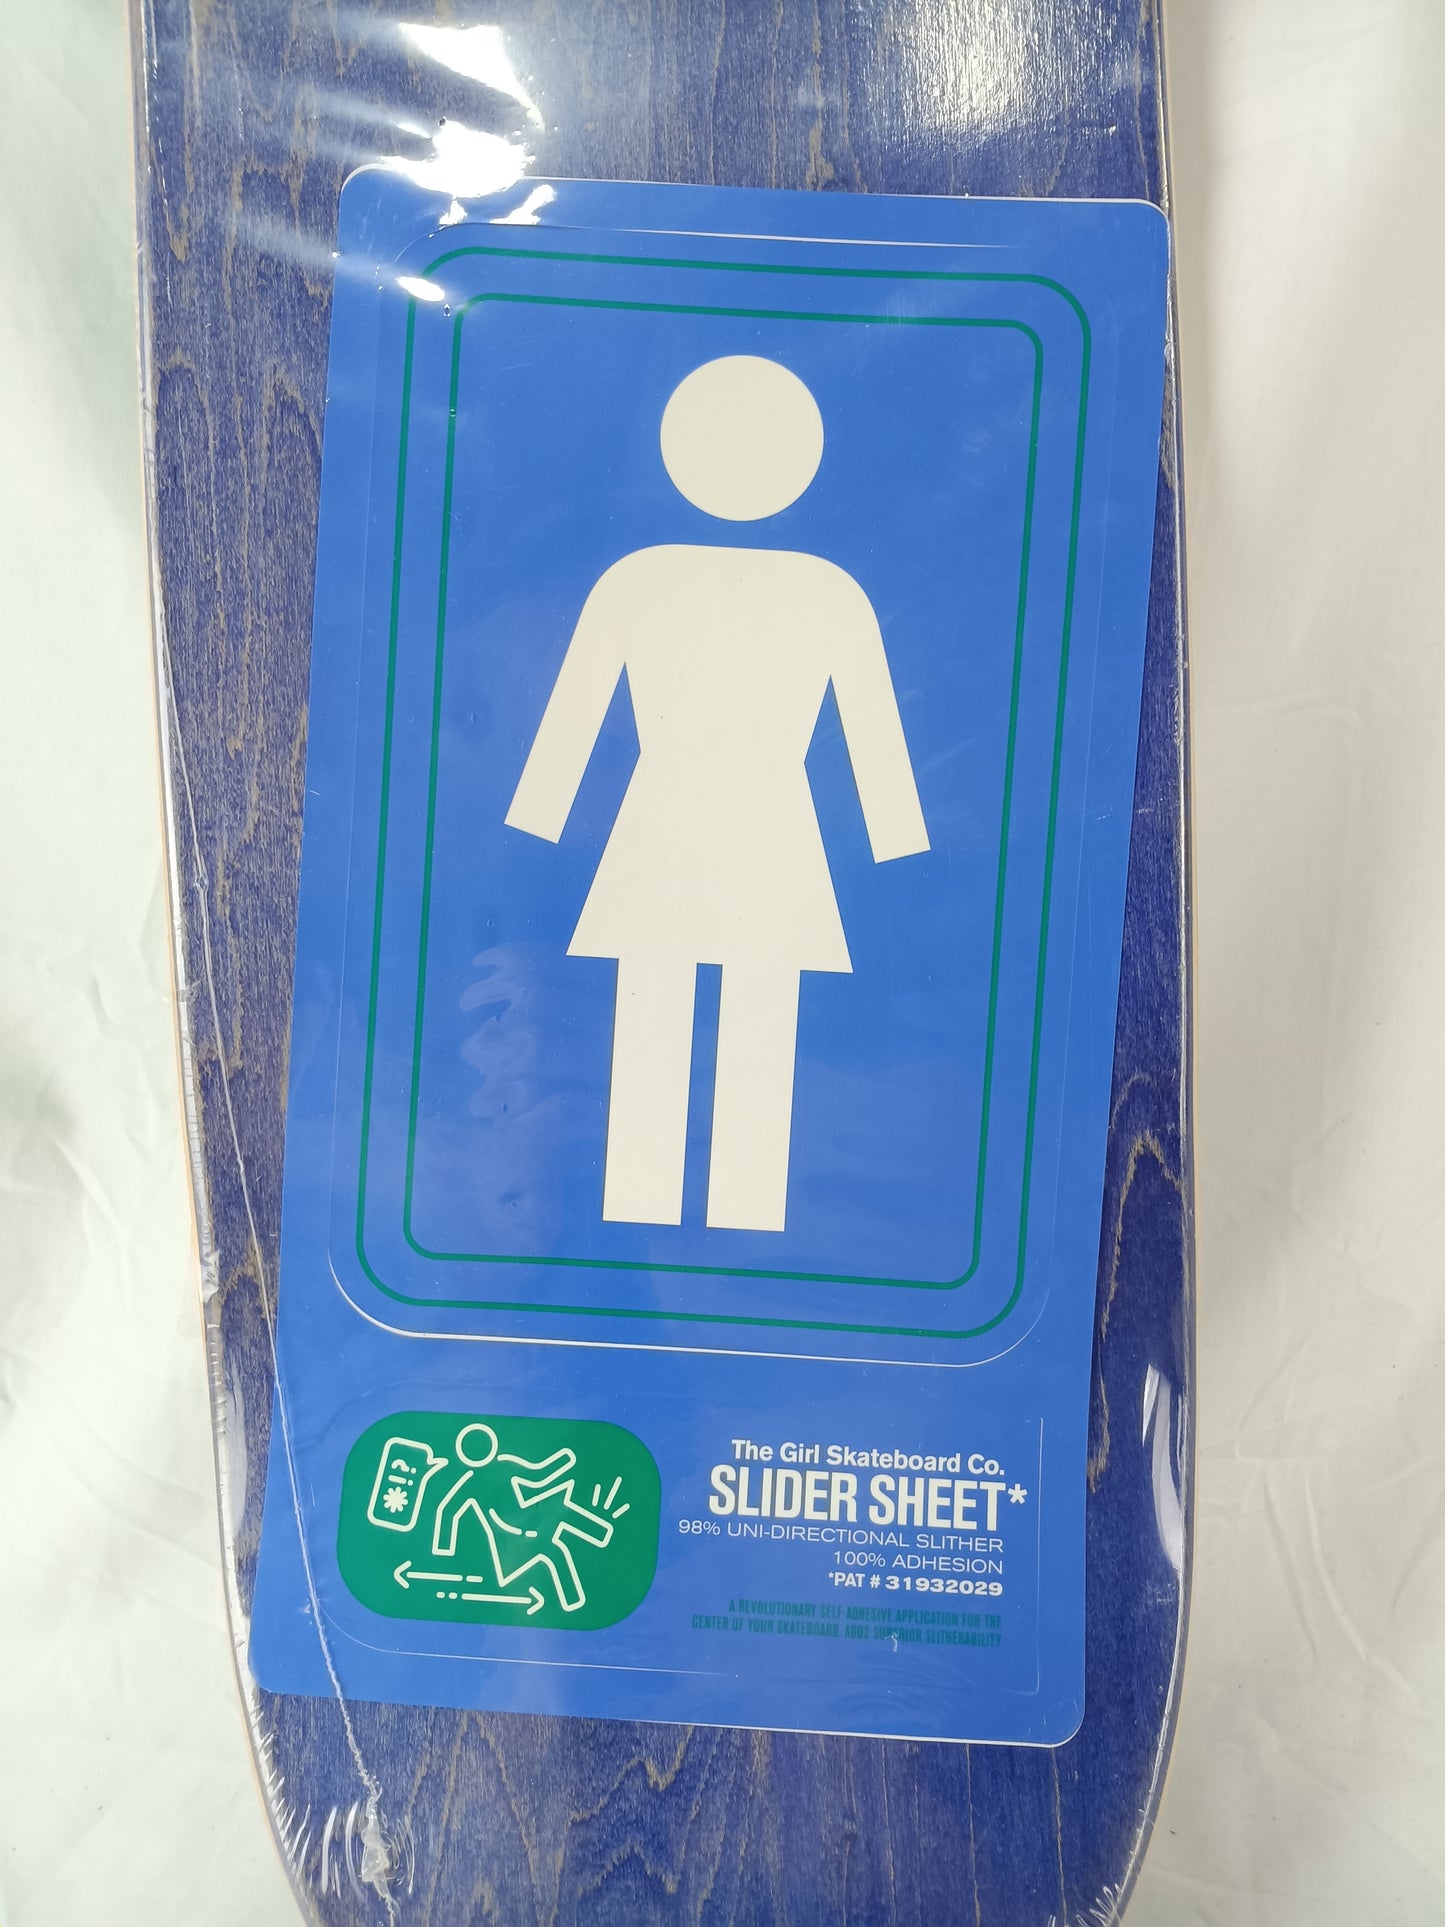 ?!
*
The Girl Skateboard Co.
SLIDER SHEET*
98% UNI-DIRECTIONAL SLITHER
100% ADHESION
*PAT # 31932029
A REVOLUTIONARY SELF-ADHESIVE APPLICATION FOR THE
CENTER OF YOUR SKATEBOARD. ADDS SUPERIOR SLITHERABILITY